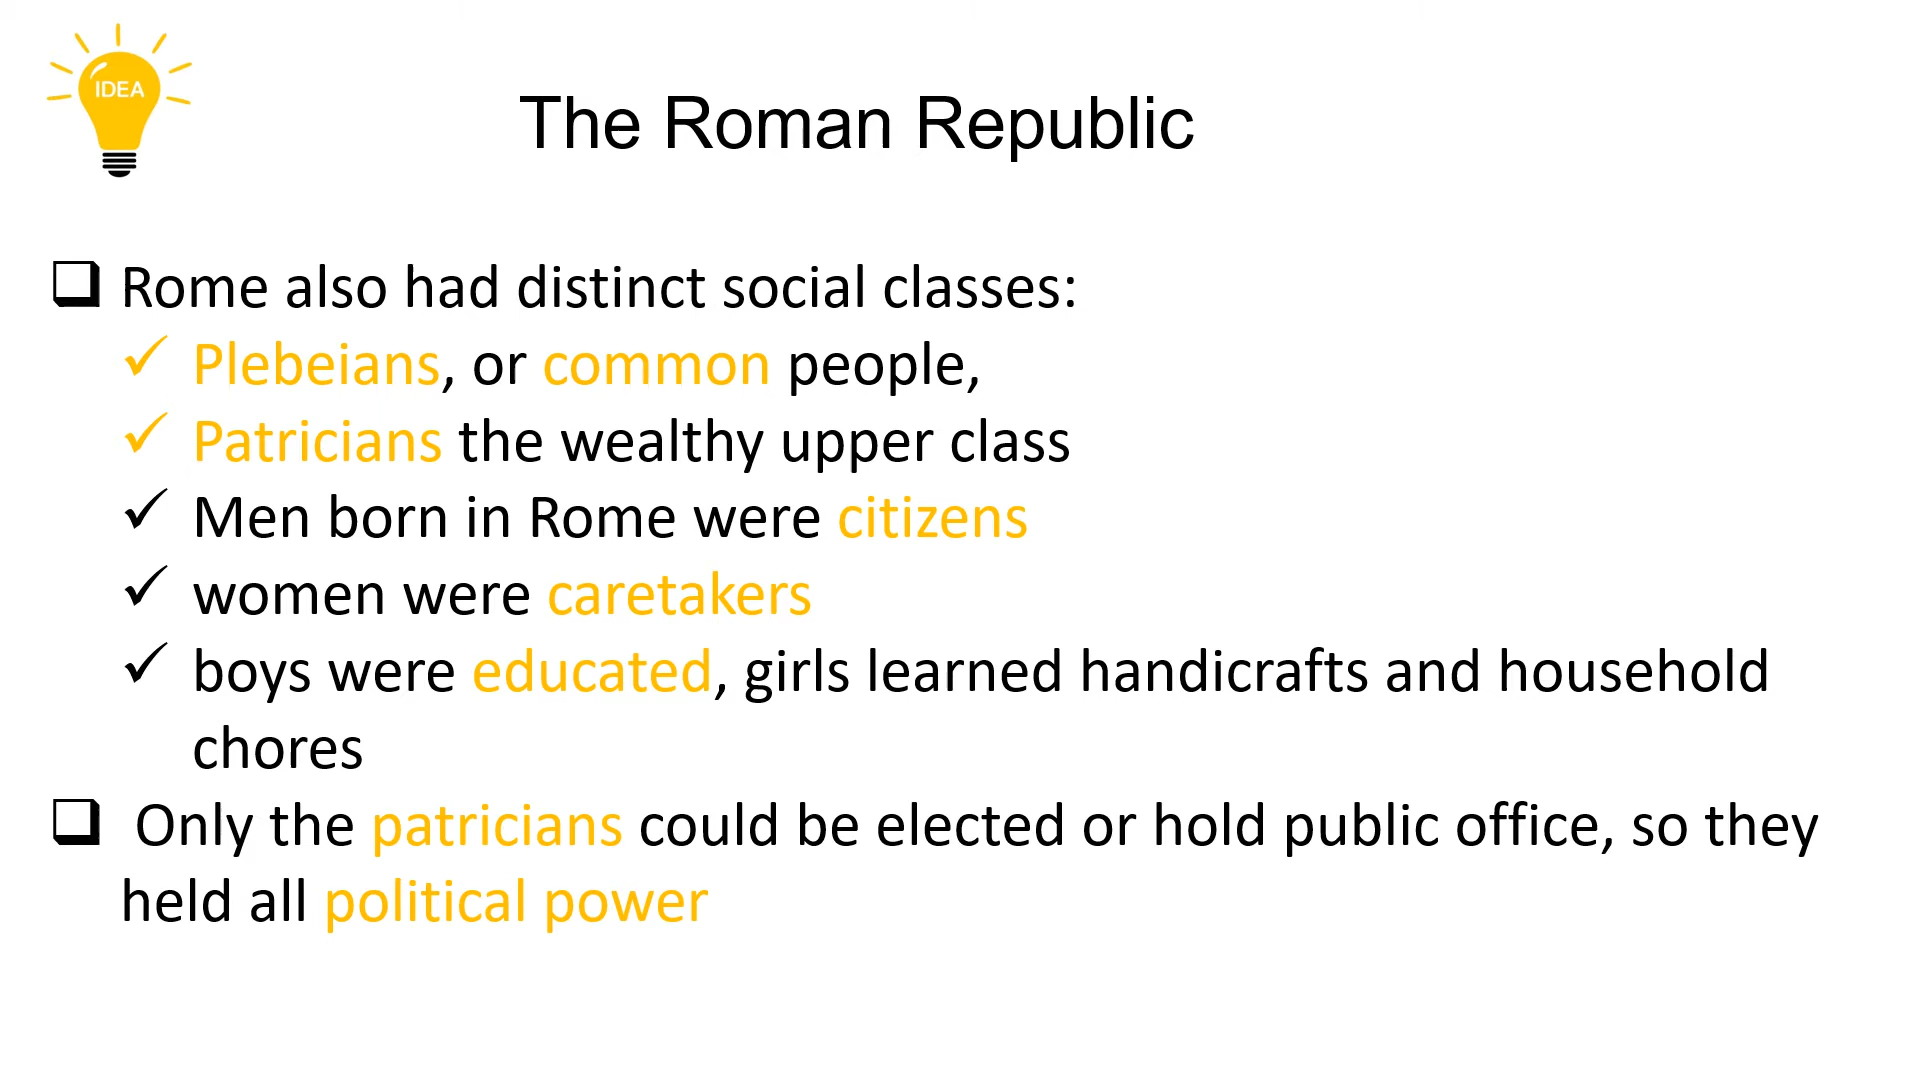 IDEA
The Roman Republic
Rome also had distinct social classes:
Plebeians, or common people,
Patricians the wealthy upper class
Men born in Rome were citizens
women were caretakers
boys were educated, girls learned handicrafts and household
chores
Only the patricians could be elected or hold public office, so they
held all political power